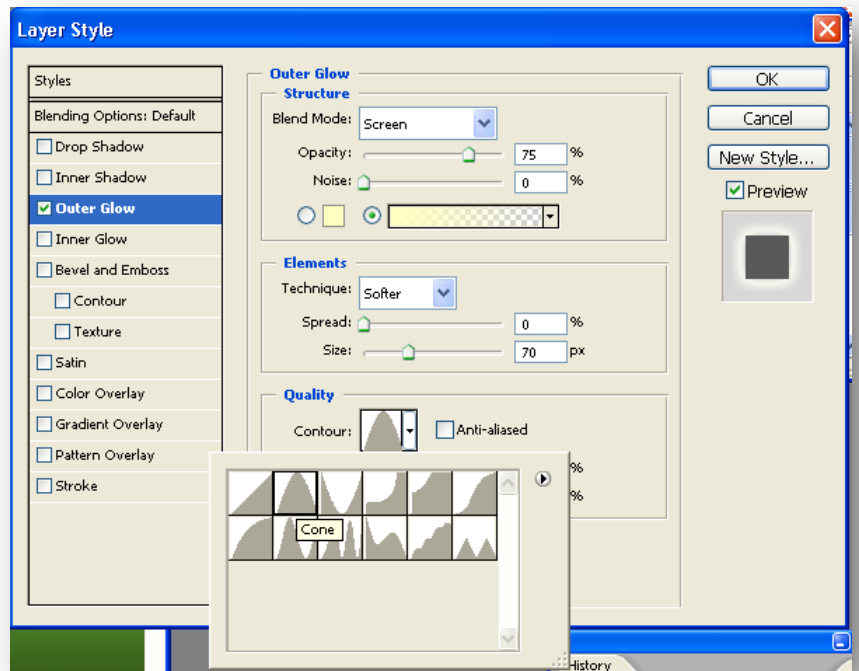 Layer Style
Styles
Blending Options: Default
Drop Shadow
Inner Shadow
Outer Glow
Inner Glow
Bevel and Emboss
Contour
Texture
Satin
Color Overlay
Gradient Overlay
Pattern Overlay
Stroke
Outer Glow
Structure
Blend Mode: Screen
Opacity: 75 %
Noise: 0 %
Elements
Technique: Softer
Spread: 0 %
Size: 70 px
Quality
Contour: Anti-aliased
%
%
Cone
OK
Cancel
New Style...
Preview
History